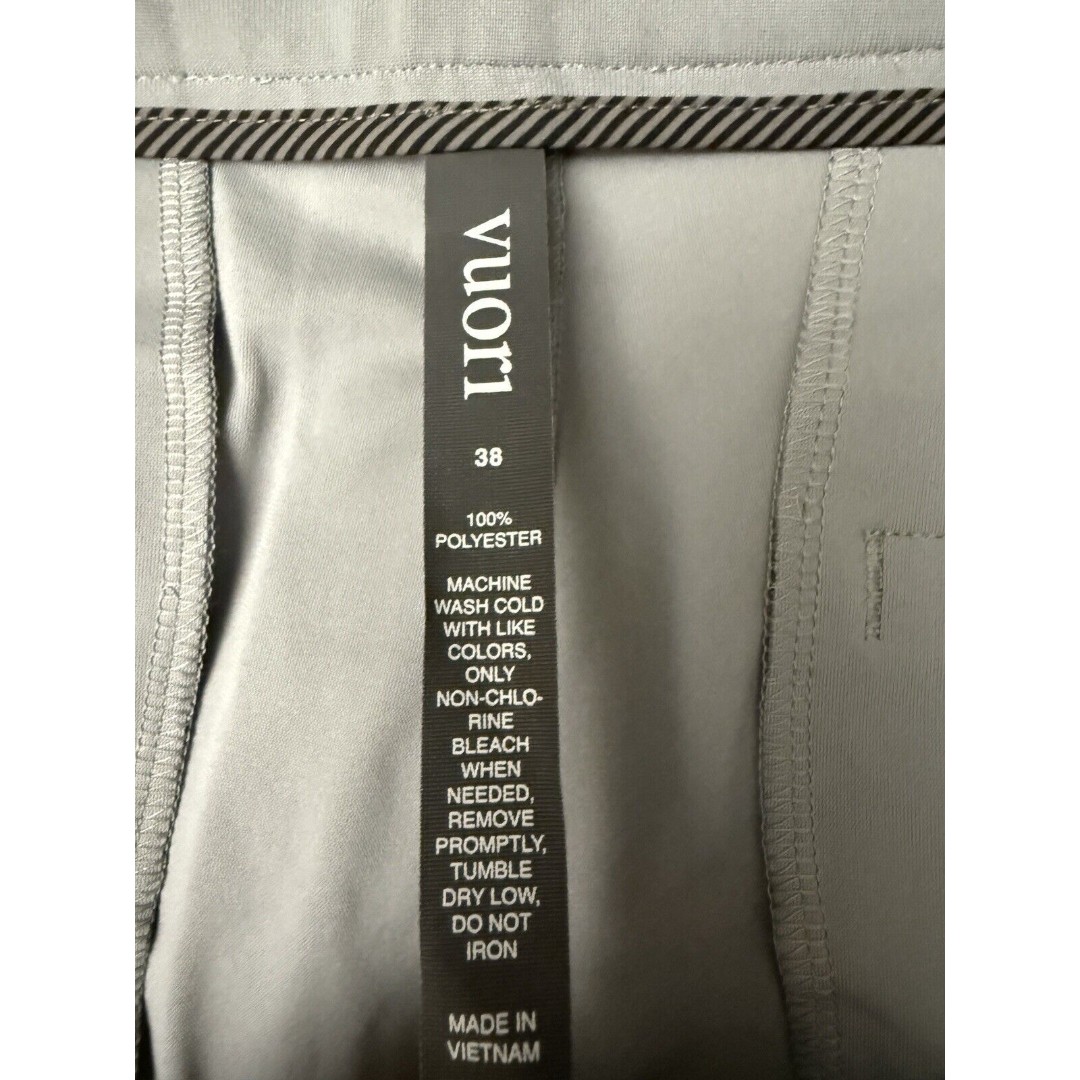 vuori
38
100%
POLYESTER
MACHINE
WASH COLD
WITH LIKE
COLORS,
ONLY
NON-CHLO-
RINE
BLEACH
WHEN
NEEDED,
REMOVE
PROMPTLY,
TUMBLE
DRY LOW,
DO NOT
IRON
MADE IN
VIETNAM